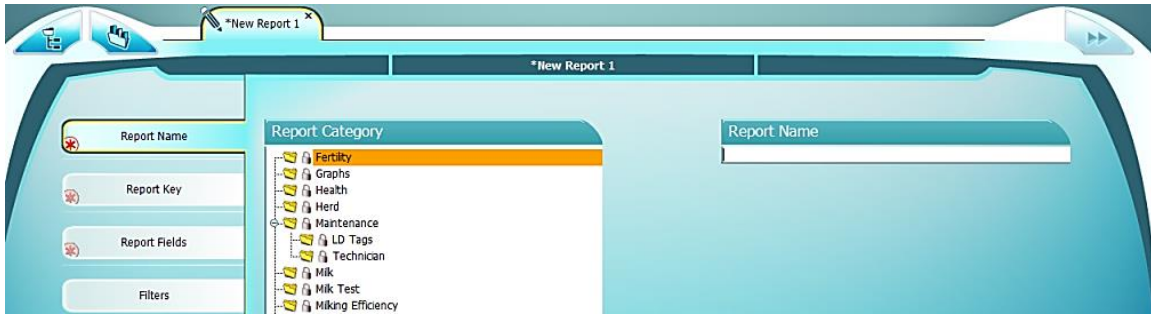 *New Report 1
*New Report 1
Report Name
Report Key
Report Fields
Filters
Report Category
Fertility
Graphs
Health
Herd
Maintenance
LD Tags
Technician
Milk
Milk Test
Milking Efficiency
Report Name